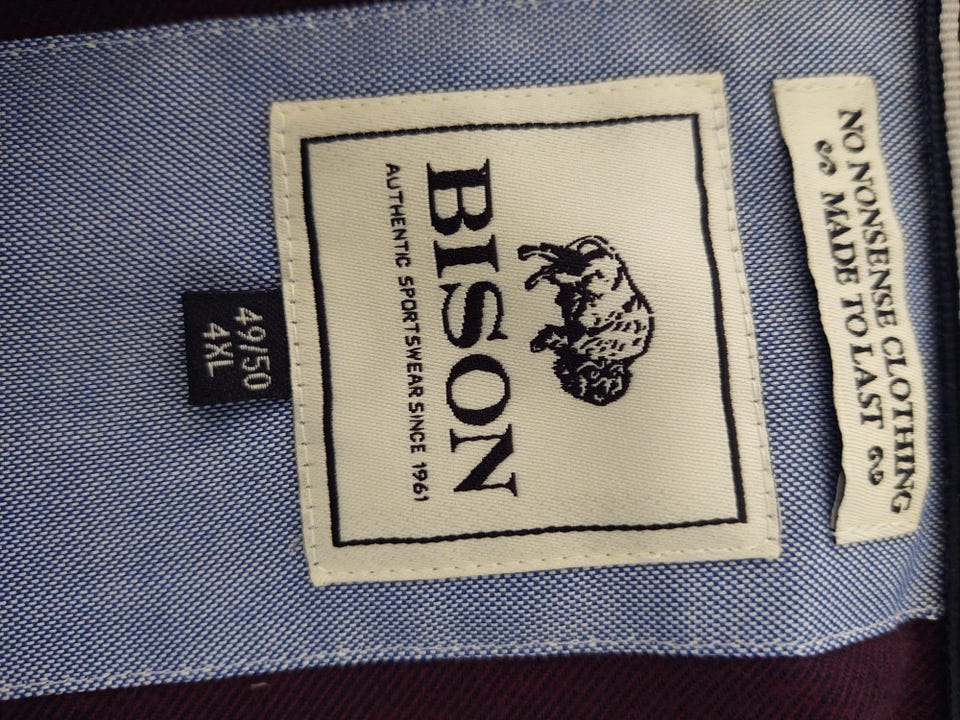 NO NONSENSE CLOTHING
MADE TO LAST
BISON
AUTHENTIC SPORTSWEAR SINCE 1961
49/50
4XL